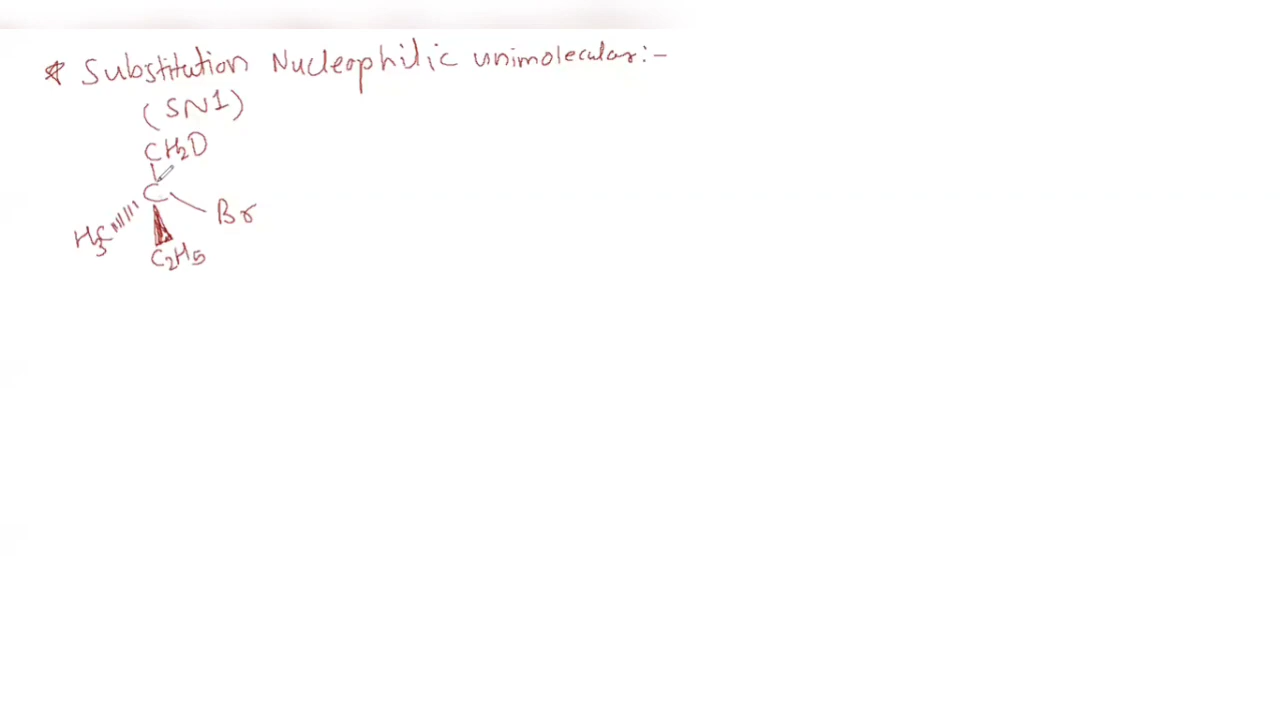 * Substitution Nucleophilic unimolecular:-
(SN1)
CH2D
C
Br
H3C
C2H5